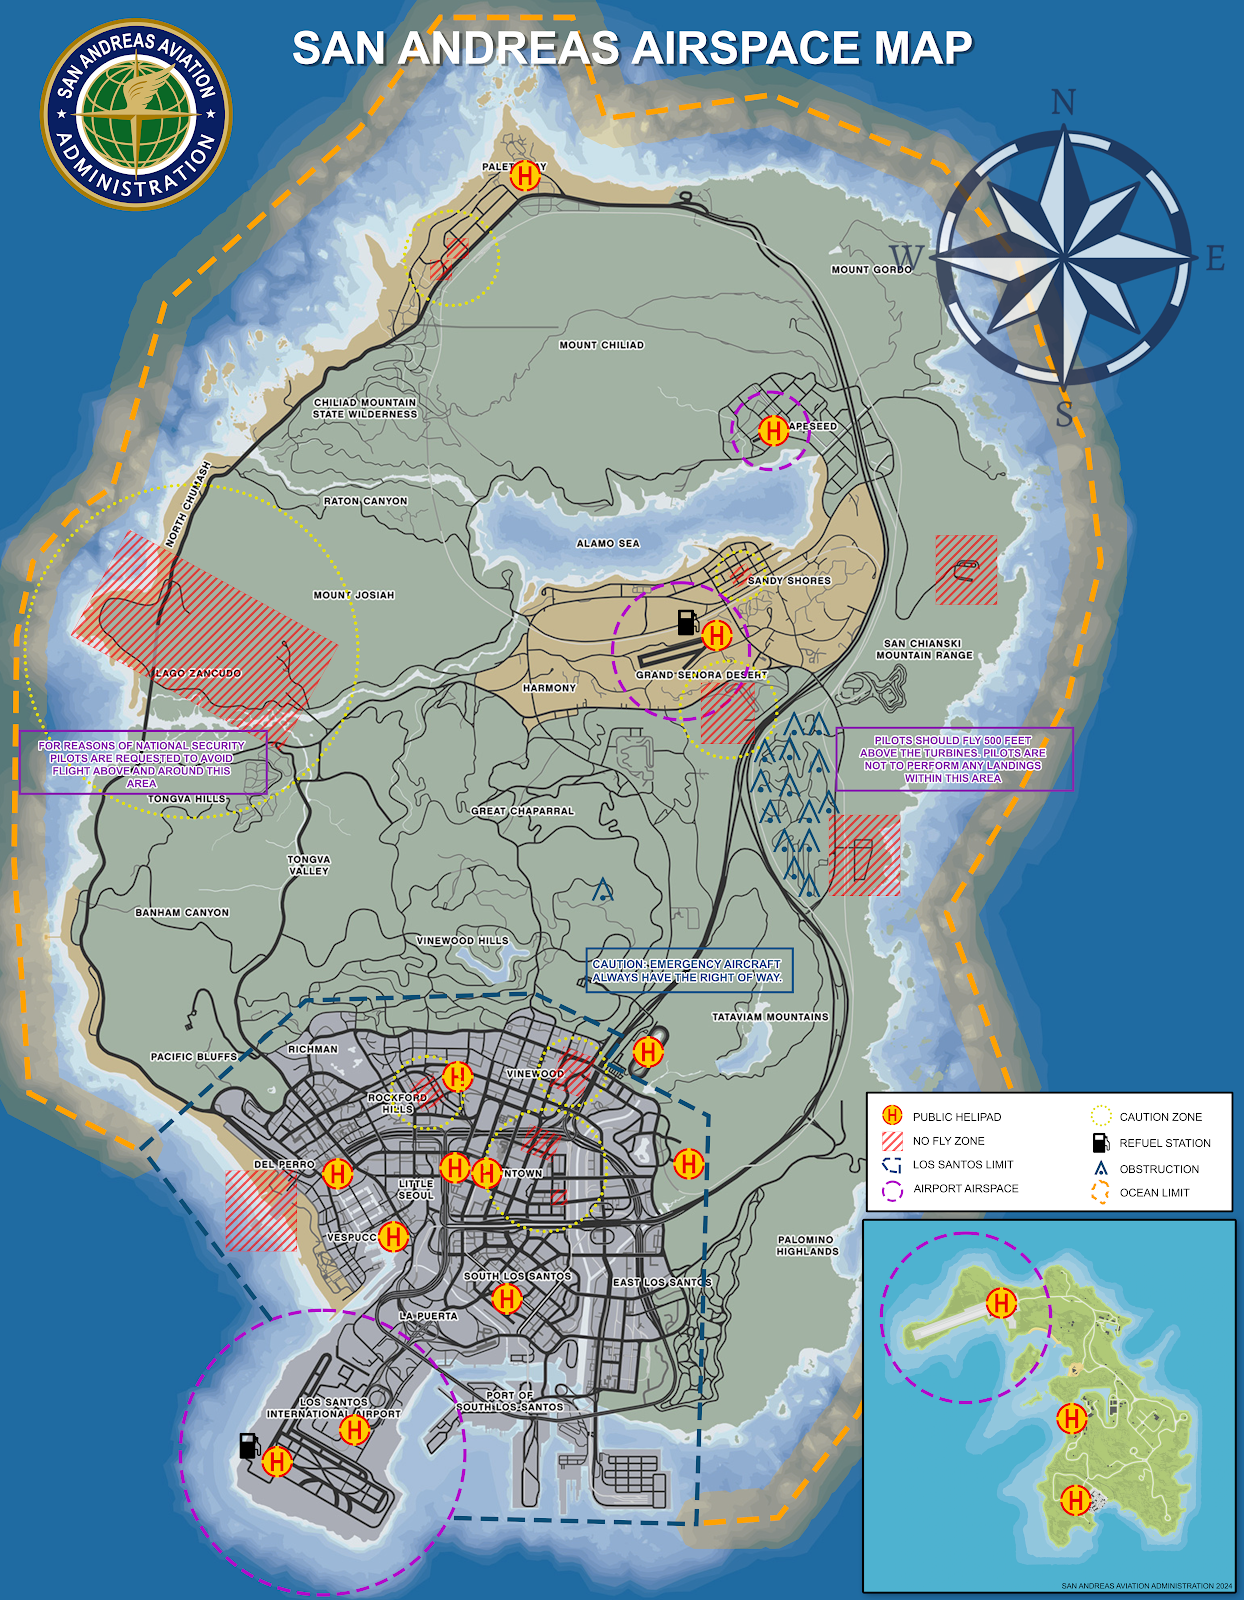 SAN ANDREAS AVIATION
ADMINISTRATION
SAN ANDREAS AIRSPACE MAP
N
W
E
S
H
MOUNT GORDO
MOUNT CHILIAD
CHILIAD MOUNTAIN
STATE WILDERNESS
H
APESEED
NORTH CHUMASH
RATON CANYON
ALAMO SEA
SANDY SHORES
MOUNT JOSIAH
H
SAN CHIANSKI
MOUNTAIN RANGE
LAGO ZANCUDO
GRAND SENORA DESERT
HARMONY
FOR REASONS OF NATIONAL SECURITY
PILOTS ARE REQUESTED TO AVOID
FLIGHT ABOVE AND AROUND THIS
AREA
PILOTS SHOULD FLY 500 FEET
ABOVE THE TURBINES. PILOTS ARE
NOT TO PERFORM ANY LANDINGS
WITHIN THIS AREA
TONGVA HILLS
GREAT CHAPARRAL
TONGVA
VALLEY
BANHAM CANYON
VINEWOOD HILLS
CAUTION: EMERGENCY AIRCRAFT
ALWAYS HAVE THE RIGHT OF WAY.
TATAVIAM MOUNTAINS
RICHMAN
PACIFIC BLUFFS
H
VINEWOOD
H
ROCKFORD
HILLS
DEL PERRO
H
H
H
NTOWN
H
LITTLE
SEOUL
VESPUCC
H
PALOMINO
HIGHLANDS
SOUTH LOS SANTOS
EAST LOS SANTOS
H
LA PUERTA
LOS SANTOS
INTERNATIONAL AIRPORT
PORT OF
SOUTH LOS SANTOS
H
H
H PUBLIC HELIPAD
NO FLY ZONE
LOS SANTOS LIMIT
AIRPORT AIRSPACE
CAUTION ZONE
REFUEL STATION
OBSTRUCTION
OCEAN LIMIT
H
H
H
SAN ANDREAS AVIATION ADMINISTRATION 2024